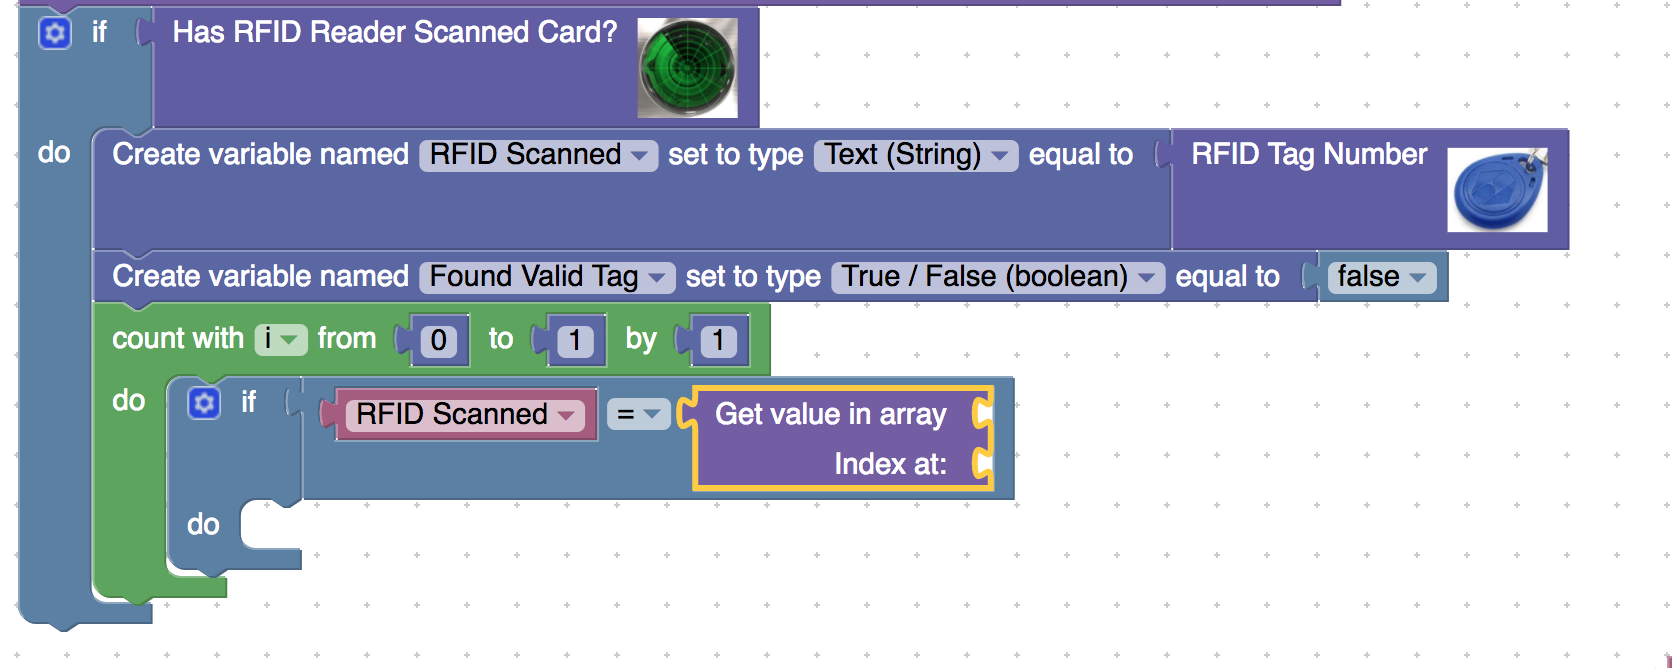 if Has RFID Reader Scanned Card?
do Create variable named RFID Scanned set to type Text (String) equal to RFID Tag Number
Create variable named Found Valid Tag set to type True / False (boolean) equal to false
count with i from 0 to 1 by 1
do if RFID Scanned = Get value in array
Index at:
do